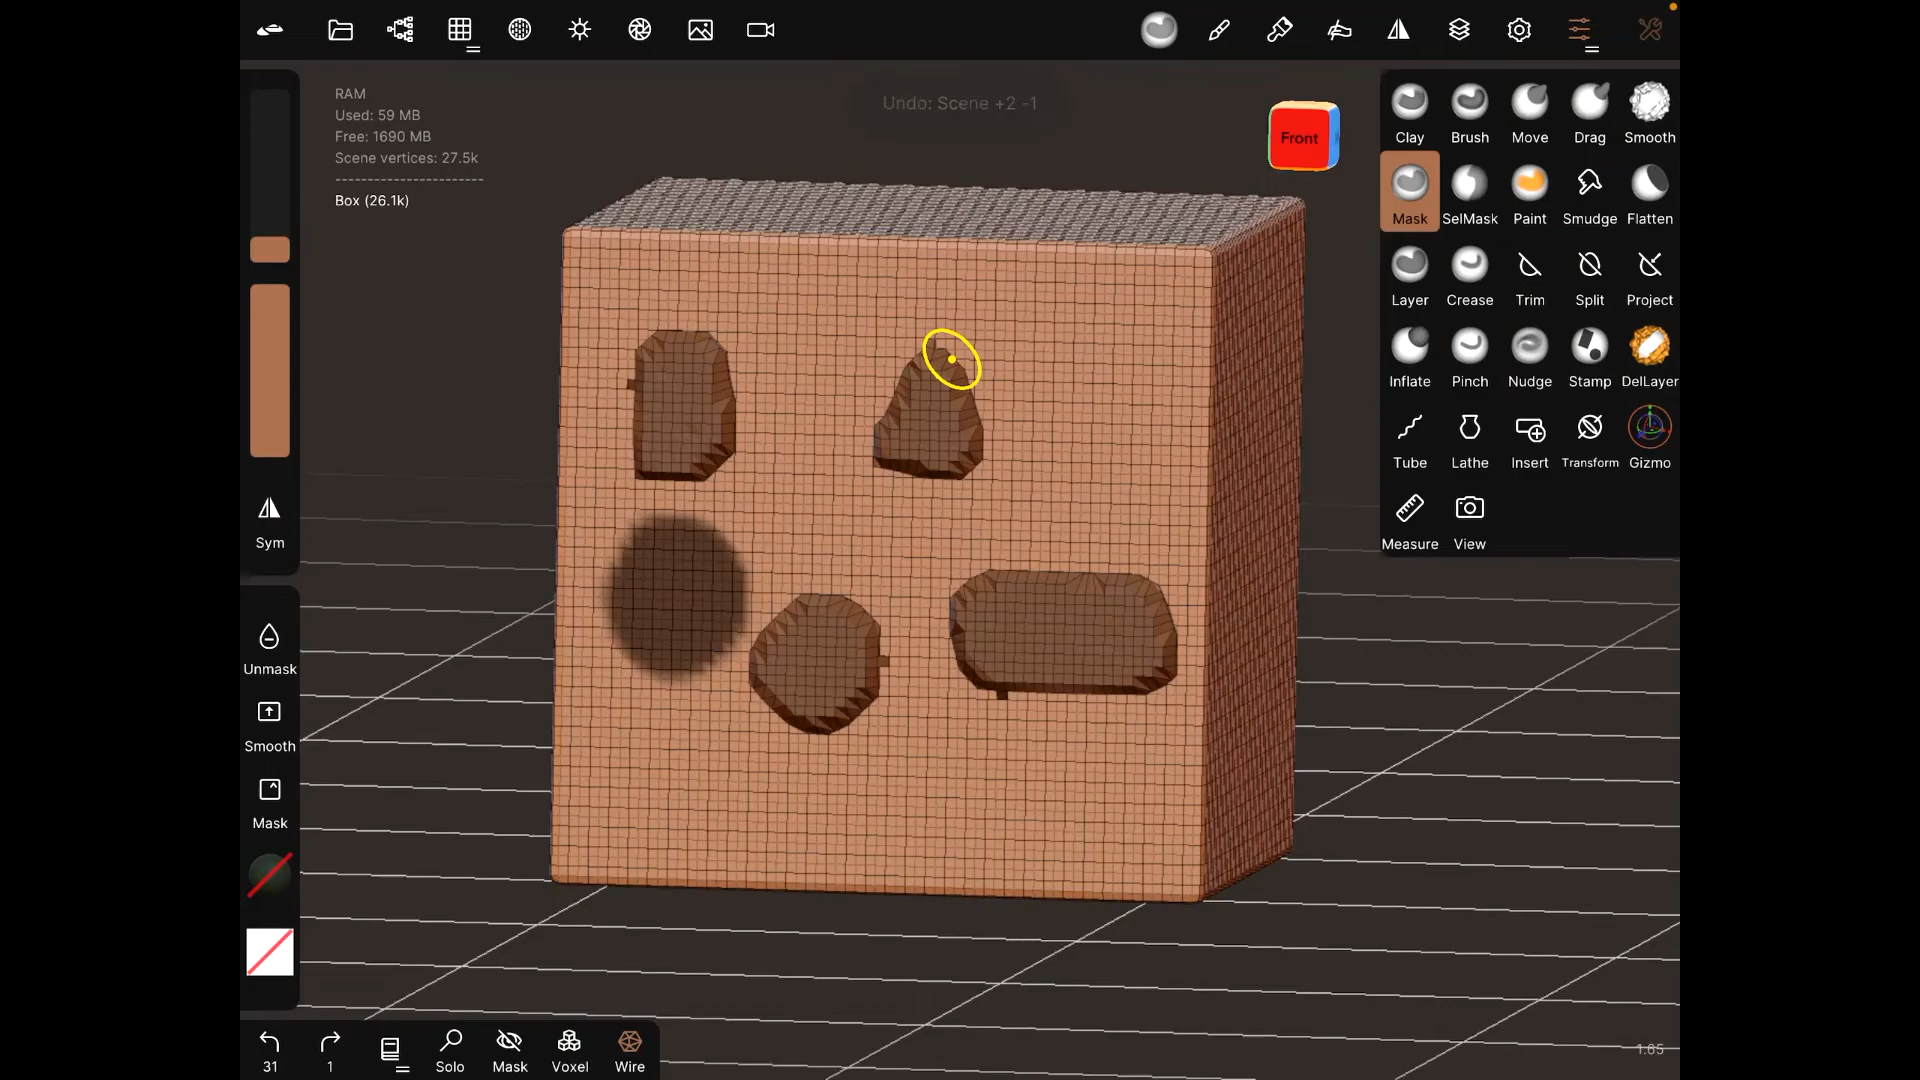 Undo: Scene +2 -1
RAM
Used: 59 MB
Free: 1690 MB
Scene vertices: 27.5k
------------------------
Box (26.1k)
Front
Clay Brush Move Drag Smooth
Mask SelMask Paint Smudge Flatten
Layer Crease Trim Split Project
Inflate Pinch Nudge Stamp DelLayer
Tube Lathe Insert Transform Gizmo
Measure View
Sym
Unmask
Smooth
Mask
31 1 Solo Mask Voxel Wire
1.65